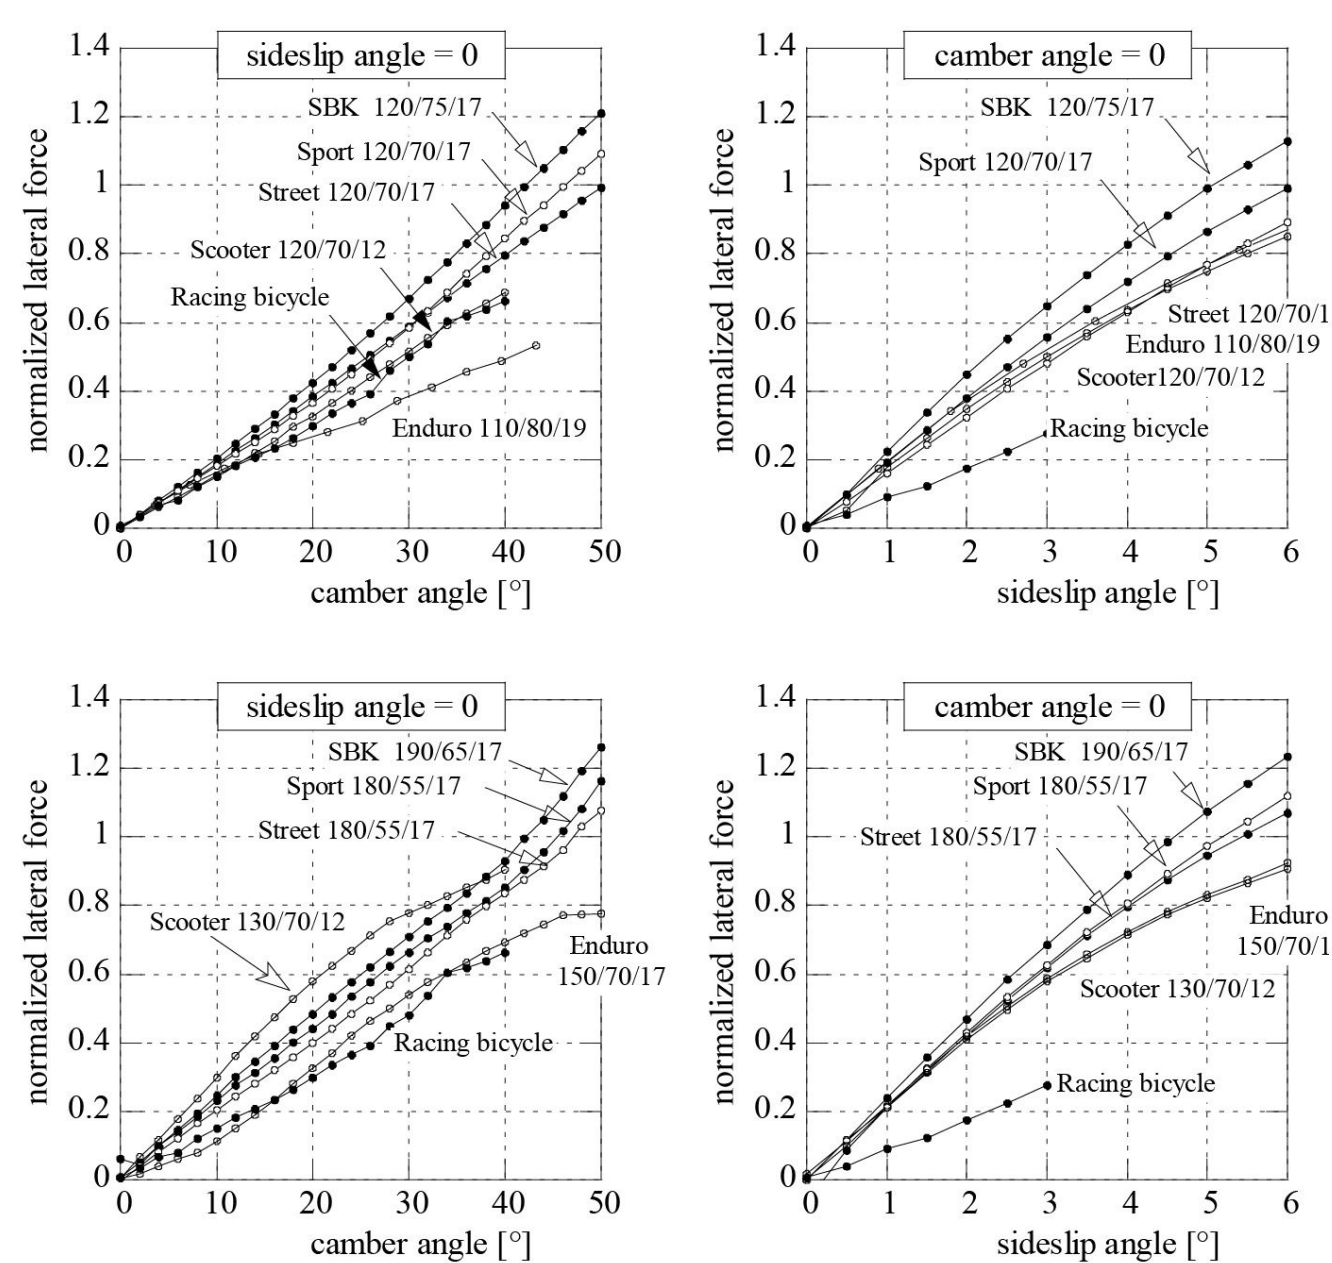 1.4
sideslip angle = 0
SBK 120/75/17
1.2
Sport 120/70/17
1
Street 120/70/17
0.8
Scooter 120/70/12
Racing bicycle
0.6
0.4
Enduro 110/80/19
0.2
0
0 10 20 30 40 50
camber angle [°]
normalized lateral force
1.4
camber angle = 0
SBK 120/75/17
1.2
Sport 120/70/17
1
0.8
Street 120/70/1
0.6
Enduro 110/80/19
Scooter120/70/12
0.4
Racing bicycle
0.2
0
0 1 2 3 4 5 6
sideslip angle [°]
normalized lateral force
1.4
sideslip angle = 0
SBK 190/65/17
1.2
Sport 180/55/17
Street 180/55/17
1
0.8
Scooter 130/70/12
Enduro
150/70/17
0.6
0.4
Racing bicycle
0.2
0
0 10 20 30 40 50
camber angle [°]
normalized lateral force
1.4
camber angle = 0
SBK 190/65/17
1.2
Sport 180/55/17
Street 180/55/17
1
0.8
Enduro
150/70/1
0.6
Scooter 130/70/12
0.4
Racing bicycle
0.2
0
0 1 2 3 4 5 6
sideslip angle [°]
normalized lateral force